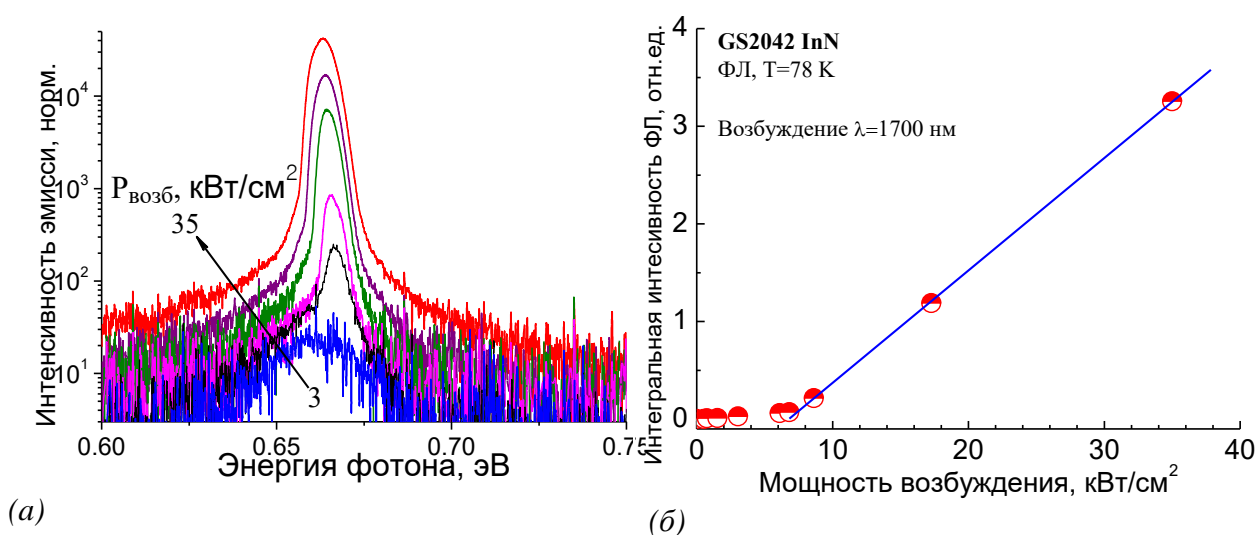 Интенсивность эмисси, норм.
10⁴
10³
10²
10¹
Pвозб, кВт/см²
35
3
0.60
0.65
0.70
0.75
Энергия фотона, эВ
(а)
Интегральная интесивность ФЛ, отн.ед.
4
3
2
1
0
GS2042 InN
ФЛ, T=78 K
Возбуждение λ=1700 нм
0
10
20
30
40
Мощность возбуждения, кВт/см²
(б)